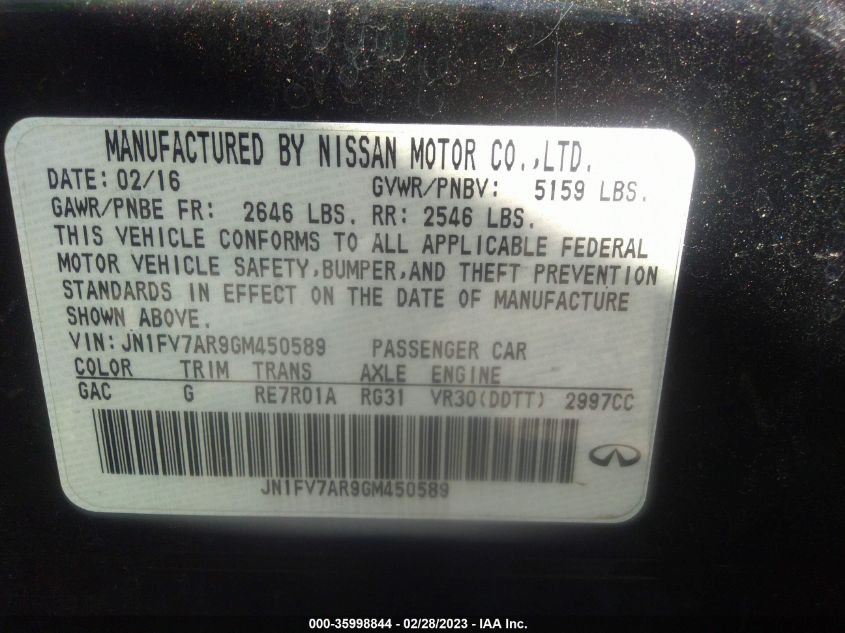 MANUFACTURED BY NISSAN MOTOR CO.,LTD.
DATE: 02/16 GVWR/PNBV: 5159 LBS.
GAWR/PNBE FR: 2646 LBS. RR: 2546 LBS.
THIS VEHICLE CONFORMS TO ALL APPLICABLE FEDERAL
MOTOR VEHICLE SAFETY,BUMPER,AND THEFT PREVENTION
STANDARDS IN EFFECT ON THE DATE OF MANUFACTURE
SHOWN ABOVE.
VIN: JN1FV7AR9GM450589 PASSENGER CAR
COLOR TRIM TRANS AXLE ENGINE
GAC G RE7R01A RG31 VR30(DDTT) 2997CC
JN1FV7AR9GM450589
000-35998844 - 02/28/2023 - IAA Inc.